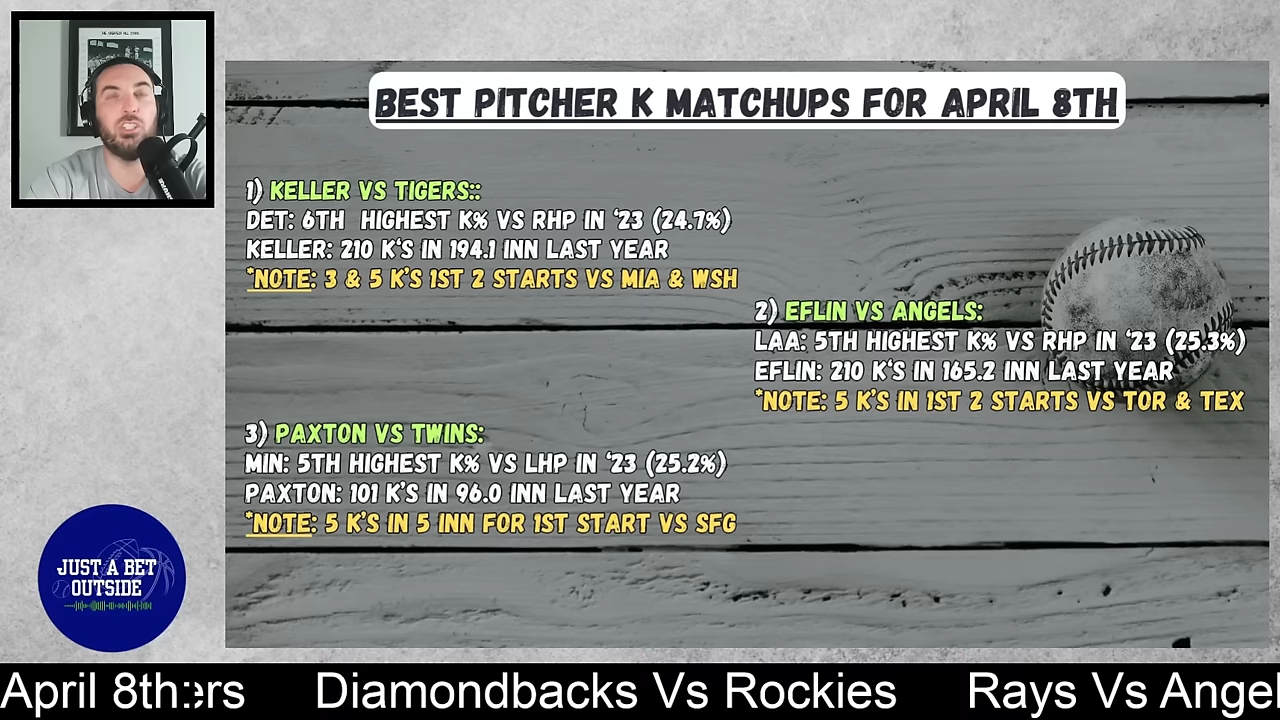 BEST PITCHER K MATCHUPS FOR APRIL 8TH
1) KELLER VS TIGERS::
DET: 6TH HIGHEST K% VS RHP IN '23 (24.7%)
KELLER: 210 K'S IN 194.1 INN LAST YEAR
*NOTE: 3 & 5 K'S 1ST 2 STARTS VS MIA & WSH
2) EFLIN VS ANGELS:
LAA: 5TH HIGHEST K% VS RHP IN '23 (25.3%)
EFLIN: 210 K'S IN 165.2 INN LAST YEAR
*NOTE: 5 K'S IN 1ST 2 STARTS VS TOR & TEX
3) PAXTON VS TWINS:
MIN: 5TH HIGHEST K% VS LHP IN '23 (25.2%)
PAXTON: 101 K'S IN 96.0 INN LAST YEAR
*NOTE: 5 K'S IN 5 INN FOR 1ST START VS SFG
JUST A BET
OUTSIDE
April 8th: ers Diamondbacks Vs Rockies Rays Vs Angel